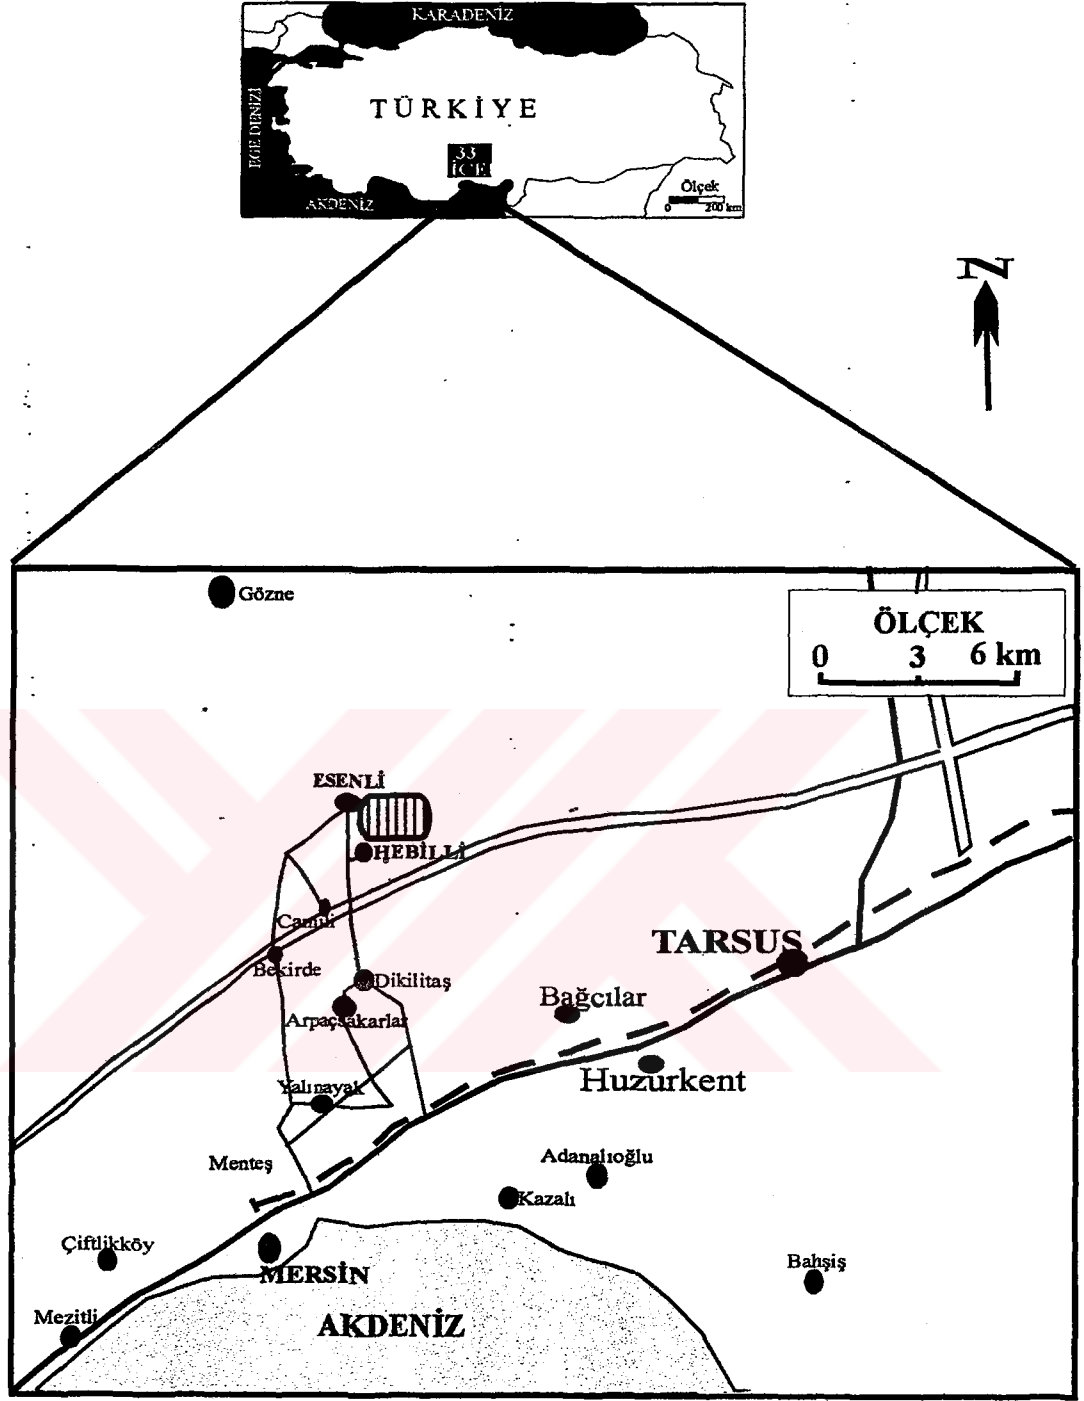 KARADENİZ
EGE DENİZİ
TÜRKİYE
33
İÇE
AKDENİZ
Ölçek
0 200 km
N
Gözne
ÖLÇEK
0 3 6 km
ESENLİ
HEBİLLİ
Camili
Bekirde
Dikilitaş
Arpaçsakarlar
TARSUS
Bağcılar
Huzurkent
Yalınayak
Menteş
Adanalıoğlu
Kazalı
Çiftlikköy
MERSİN
Bahşiş
Mezitli
AKDENİZ